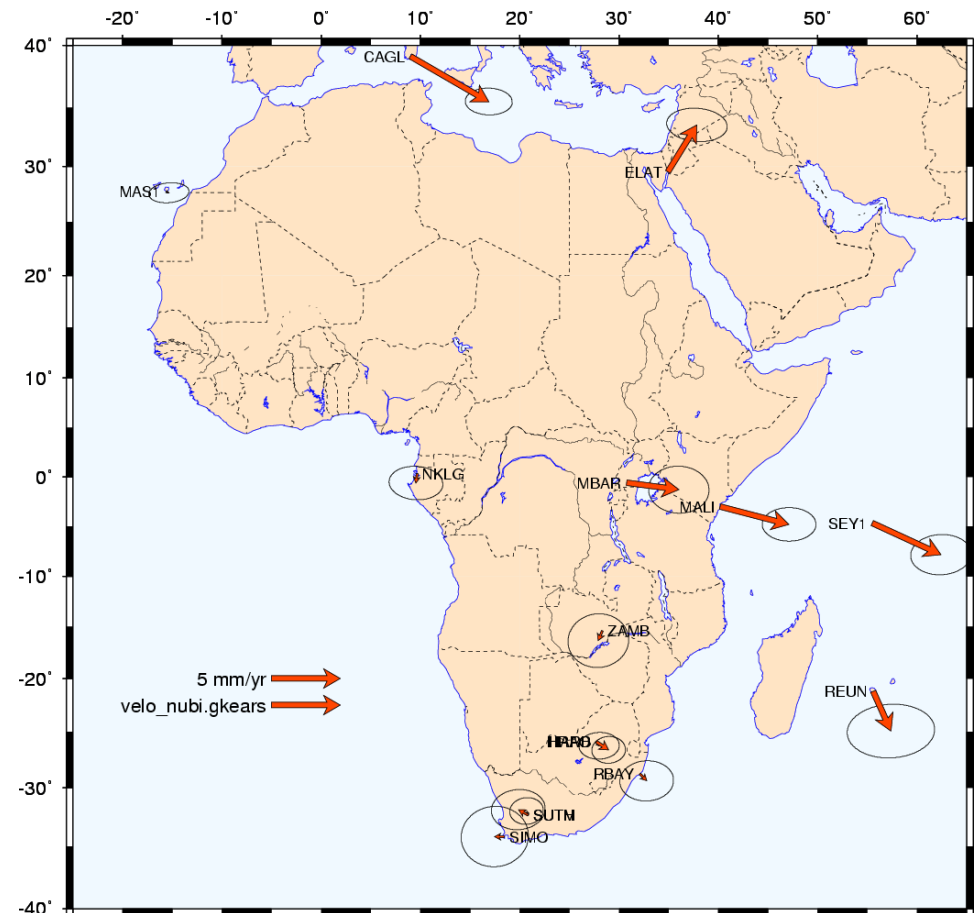 -20° -10° 0° 10° 20° 30° 40° 50° 60°
40°
CAGL
30°
ELAT
MAS1
20°
10°
0°
NKLG
MBAR
MALI
SEY1
-10°
ZAMB
-20°
5 mm/yr
REUN
velo_nubi.gkears
RBAY
-30°
SUTH
SIMO
-40°